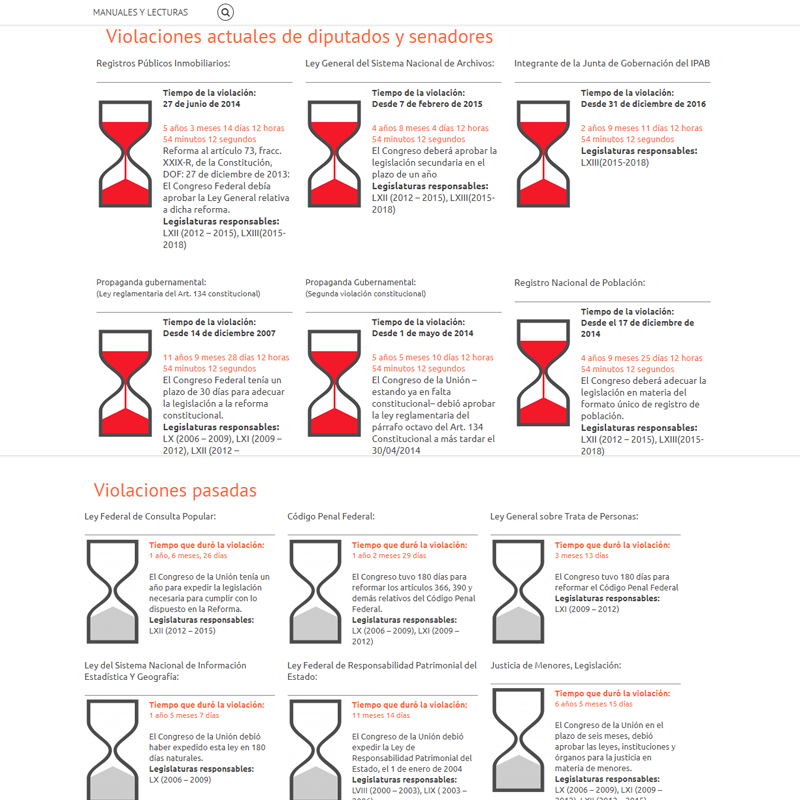 MANUALES Y LECTURAS
Violaciones actuales de diputados y senadores
Registros Públicos Inmobiliarios:
Tiempo de la violación:
27 de junio de 2014
5 años 3 meses 14 días 12 horas
54 minutos 12 segundos
Reforma al artículo 73, fracc.
XXIX-R, de la Constitución,
DOF: 27 de diciembre de 2013:
El Congreso Federal debía
aprobar la Ley General relativa
a dicha reforma.
Legislaturas responsables:
LXII (2012 – 2015), LXIII(2015-
2018)
Ley General del Sistema Nacional de Archivos:
Tiempo de la violación:
Desde 7 de febrero de 2015
4 años 8 meses 4 días 12 horas
54 minutos 12 segundos
El Congreso deberá aprobar la
legislación secundaria en el
plazo de un año
Legislaturas responsables:
LXII (2012 – 2015), LXIII(2015-
2018)
Integrante de la Junta de Gobernación del IPAB
Tiempo de la violación:
Desde 31 de diciembre de 2016
2 años 9 meses 11 días 12 horas
54 minutos 12 segundos
Legislaturas responsables:
LXIII(2015-2018)
Propaganda gubernamental:
(Ley reglamentaria del Art. 134 constitucional)
Tiempo de la violación:
Desde 14 de diciembre 2007
11 años 9 meses 28 días 12 horas
54 minutos 12 segundos
El Congreso Federal tenía un
plazo de 30 días para adecuar
la legislación a la reforma
constitucional.
Legislaturas responsables:
LX (2006 – 2009), LXI (2009 –
2012), LXII (2012 –
Propaganda Gubernamental:
(Segunda violación constitucional)
Tiempo de la violación:
Desde 1 de mayo de 2014
5 años 5 meses 10 días 12 horas
54 minutos 12 segundos
El Congreso de la Unión –
estando ya en falta
constitucional– debió aprobar
la ley reglamentaria del
párrafo octavo del Art. 134
Constitucional a más tardar el
30/04/2014
Registro Nacional de Población:
Tiempo de la violación:
Desde el 17 de diciembre de
2014
4 años 9 meses 25 días 12 horas
54 minutos 12 segundos
El Congreso deberá adecuar la
legislación en materia del
formato único de registro de
población.
Legislaturas responsables:
LXII (2012 – 2015), LXIII(2015-
2018)
Violaciones pasadas
Ley Federal de Consulta Popular:
Tiempo que duró la violación:
1 año, 6 meses, 26 días
El Congreso de la Unión tenía un
año para expedir la legislación
necesaria para cumplir con lo
dispuesto en la Reforma.
Legislaturas responsables:
LXII (2012 – 2015)
Código Penal Federal:
Tiempo que duró la violación:
1 año 2 meses 29 días
El Congreso tuvo 180 días para
reformar los artículos 366, 390 y
demás relativos del Código Penal
Federal.
Legislaturas responsables:
LX (2006 – 2009), LXI (2009 –
2012)
Ley General sobre Trata de Personas:
Tiempo que duró la violación:
3 meses 13 días
El Congreso tuvo 180 días para
reformar el Código Penal Federal
Legislaturas responsables:
LXI (2009 – 2012)
Ley del Sistema Nacional de Información
Estadística Y Geografía:
Tiempo que duró la violación:
1 año 5 meses 7 días
El Congreso de la Unión debió
haber expedido esta ley en 180
días naturales.
Legislaturas responsables:
LX (2006 – 2009)
Ley Federal de Responsabilidad Patrimonial del
Estado:
Tiempo que duró la violación:
11 meses 14 días
El Congreso de la Unión debió
expedir la Ley de
Responsabilidad Patrimonial del
Estado, el 1 de enero de 2004
Legislaturas responsables:
LVIII (2000 – 2003), LIX ( 2003 –
Justicia de Menores, Legislación:
Tiempo que duró la violación:
6 años 5 meses 15 días
El Congreso de la Unión en el
plazo de seis meses, debió
aprobar las leyes, instituciones y
órganos para la justicia en
materia de menores.
Legislaturas responsables:
LX (2006 – 2009), LXI (2009 –